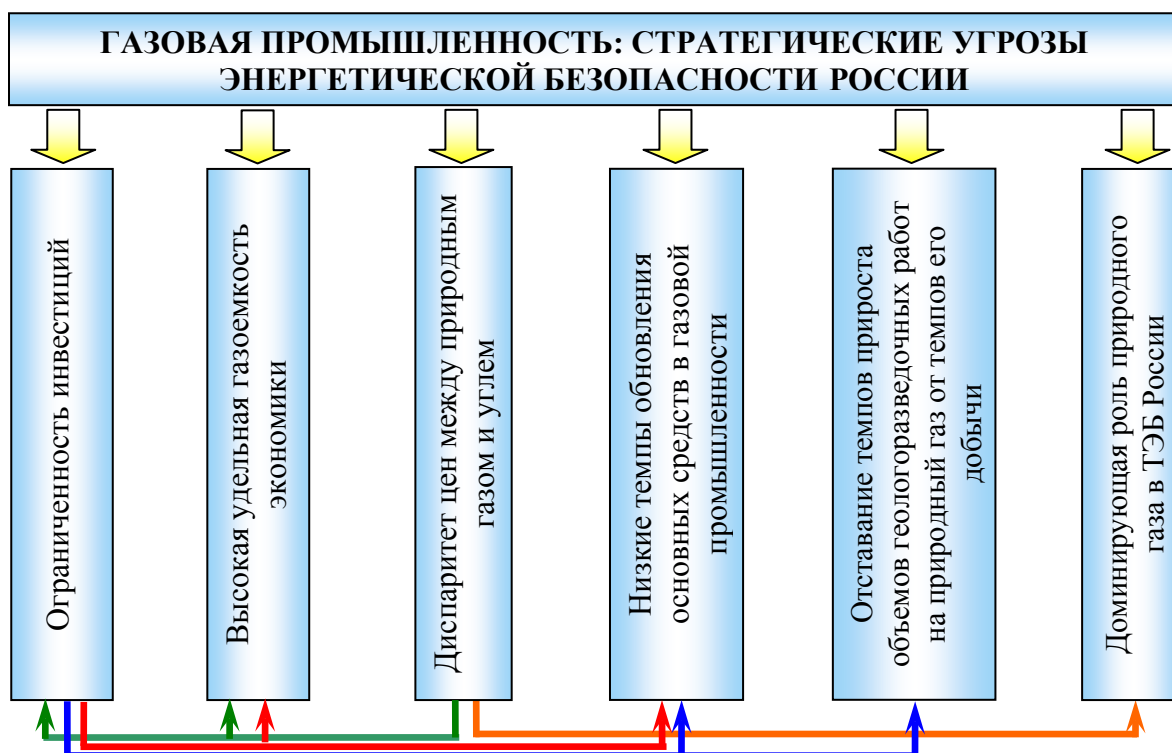 ГАЗОВАЯ ПРОМЫШЛЕННОСТЬ: СТРАТЕГИЧЕСКИЕ УГРОЗЫ
ЭНЕРГЕТИЧЕСКОЙ БЕЗОПАСНОСТИ РОССИИ
Ограниченность инвестиций
Высокая удельная газоемкость
экономики
Диспаритет цен между природным
газом и углем
Низкие темпы обновления
основных средств в газовой
промышленности
Отставание темпов прироста
объемов геологоразведочных работ
на природный газ от темпов его
добычи
Доминирующая роль природного
газа в ТЭБ России